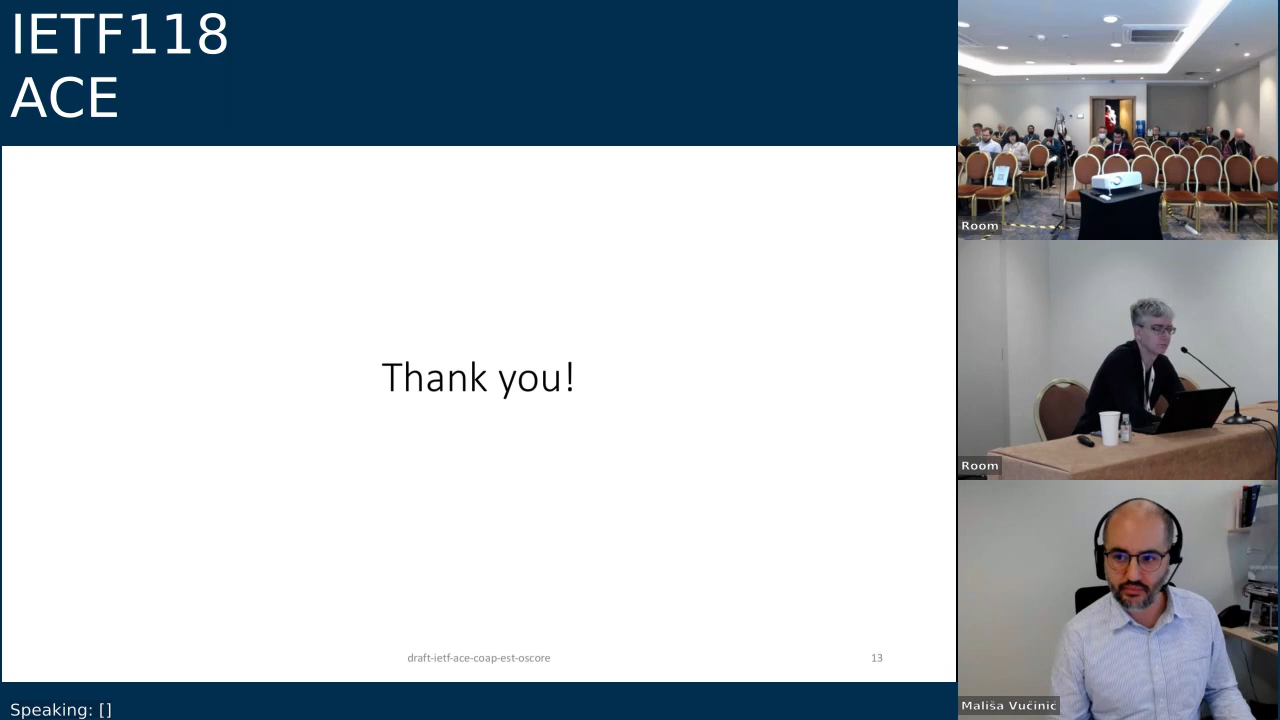 IETF118
ACE
Thank you!
draft-ietf-ace-coap-est-oscore
13
Speaking: []
Room
Room
Mališa Vučinić